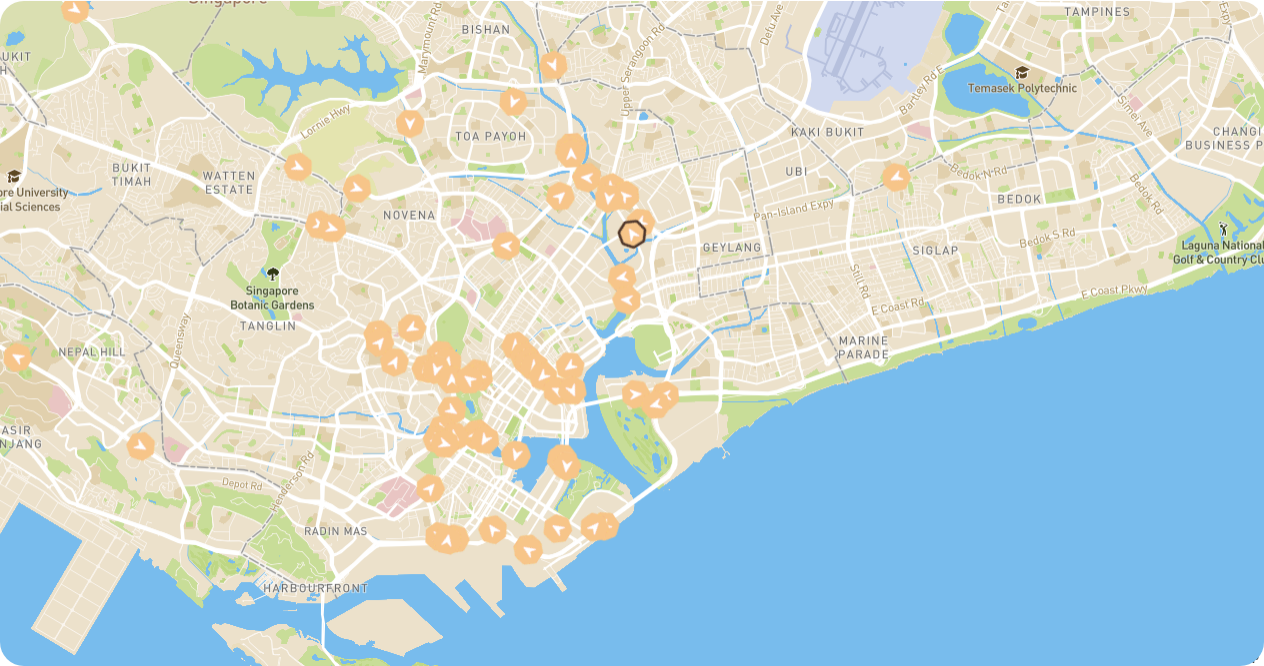 Singapore
Marymount Rd
BISHAN
Upper Serangoon Rd
Defu Ave
TAMPINES
Expy
UKIT
H
Lornie Hwy
TOA PAYOH
Bartley Rd E
Temasek Polytechnic
Simei Ave
KAKI BUKIT
CHANGI
BUSINESS P
BUKIT
TIMAH
WATTEN
ESTATE
UBI
Bedok N Rd
Bedok Rd
ore University
ial Sciences
NOVENA
Pan-Island Expy
BEDOK
GEYLANG
SIGLAP
Bedok S Rd
Laguna National
Golf & Country Clu
Singapore
Botanic Gardens
Still Rd
E Coast Rd
E Coast Pkwy
TANGLIN
Queensway
NEPAL HILL
MARINE
PARADE
ASIR
NJANG
Depot Rd
Henderson Rd
RADIN MAS
HARBOURFRONT